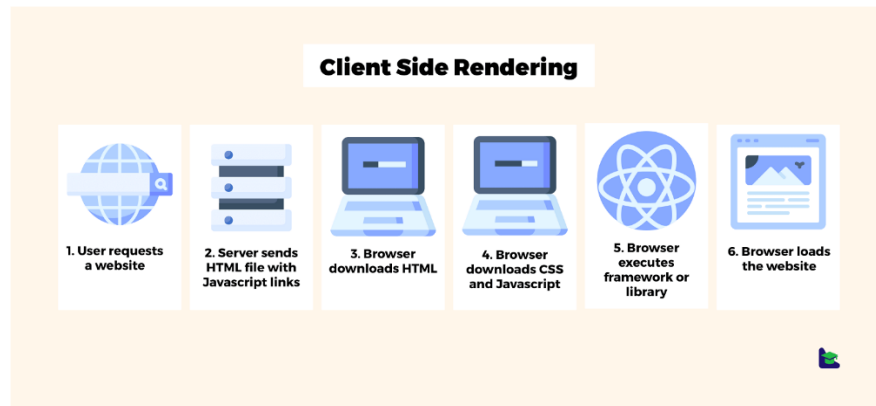 Client Side Rendering
1. User requests
a website
2. Server sends
HTML file with
Javascript links
3. Browser
downloads HTML
4. Browser
downloads CSS
and Javascript
5. Browser
executes
framework or
library
6. Browser loads
the website